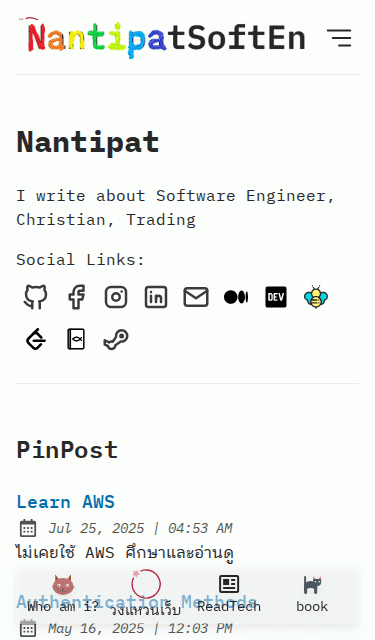 NantipatSoftEn
Nantipat
I write about Software Engineer,
Christian, Trading
Social Links:
DEV
PinPost
Learn AWS
Jul 25, 2025 | 04:53 AM
ไม่เคยใช้ AWS ศึกษาและอ่านดู
Authentication Methods
Who am i? วงแหวนเว็บ ReadTech book
May 16, 2025 | 12:03 PM